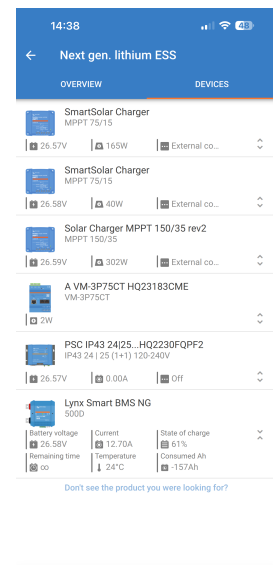 14:38
48
Next gen. lithium ESS
OVERVIEW DEVICES
SmartSolar Charger
MPPT 75/15
26.57V 165W External co...
SmartSolar Charger
MPPT 75/15
26.58V 40W External co...
Solar Charger MPPT 150/35 rev2
MPPT 150/35
26.59V 302W External co...
A VM-3P75CT HQ23183CME
VM-3P75CT
2W
PSC IP43 24|25...HQ2230FQPF2
IP43 24 | 25 (1+1) 120-240V
26.57V 0.00A Off
Lynx Smart BMS NG
500D
Battery voltage Current State of charge
26.58V 12.70A 61%
Remaining time Temperature Consumed Ah
∞ 24°C -157Ah
Don't see the product you were looking for?